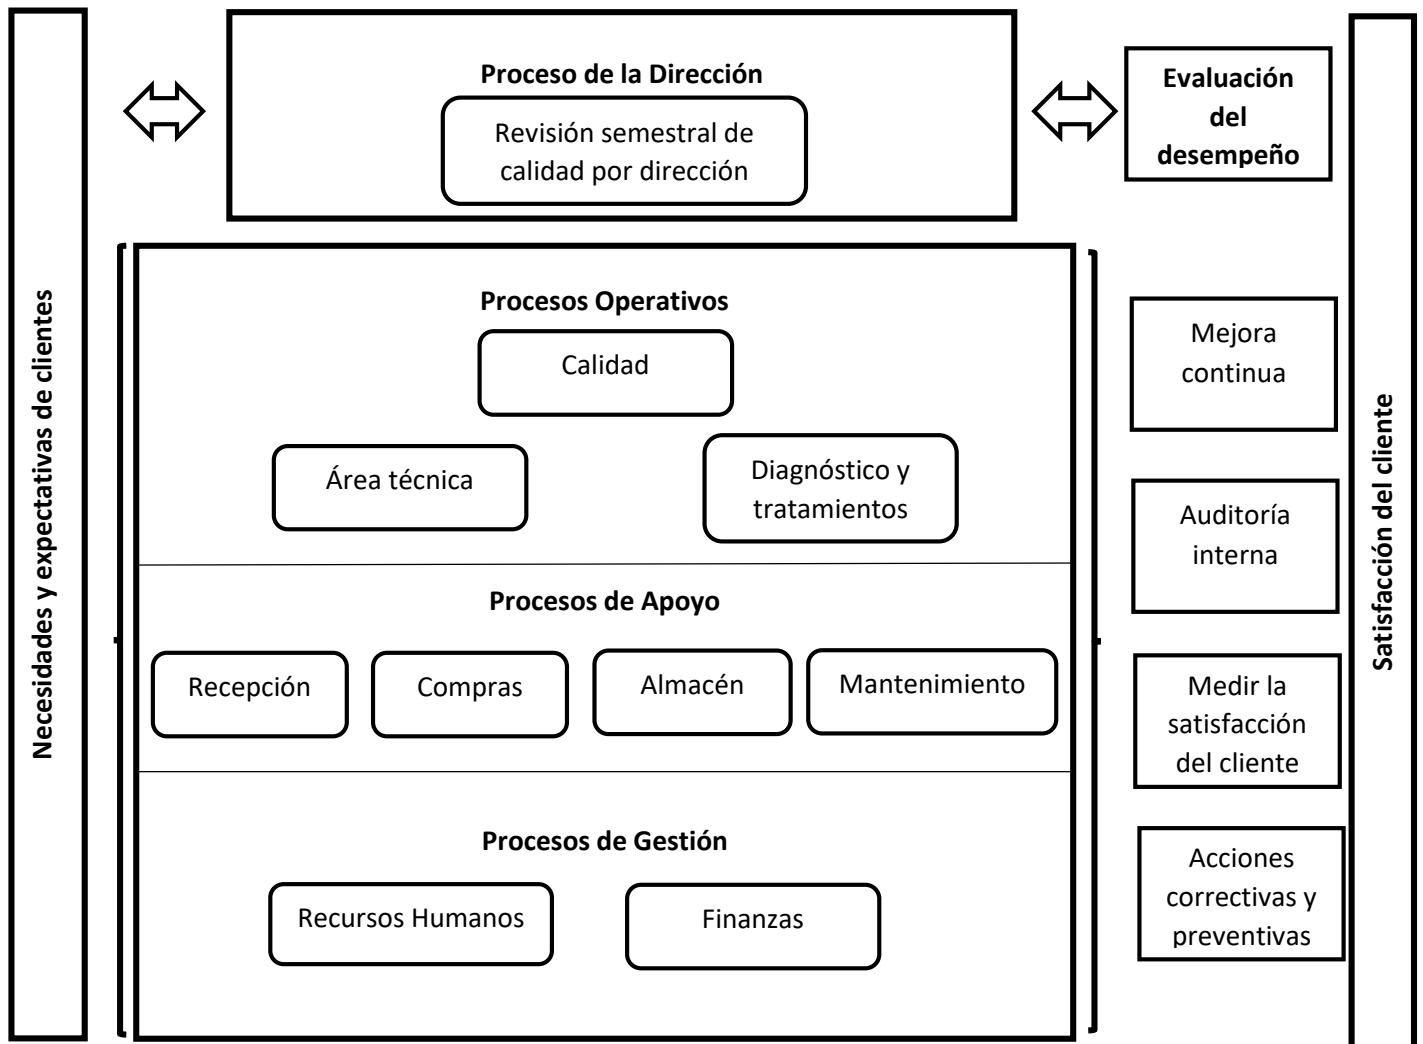 Necesidades y expectativas de clientes
Proceso de la Dirección
Revisión semestral de
calidad por dirección
Evaluación
del
desempeño
Procesos Operativos
Calidad
Área técnica
Diagnóstico y
tratamientos
Procesos de Apoyo
Recepción
Compras
Almacén
Mantenimiento
Procesos de Gestión
Recursos Humanos
Finanzas
Mejora
continua
Auditoría
interna
Medir la
satisfacción
del cliente
Acciones
correctivas y
preventivas
Satisfacción del cliente